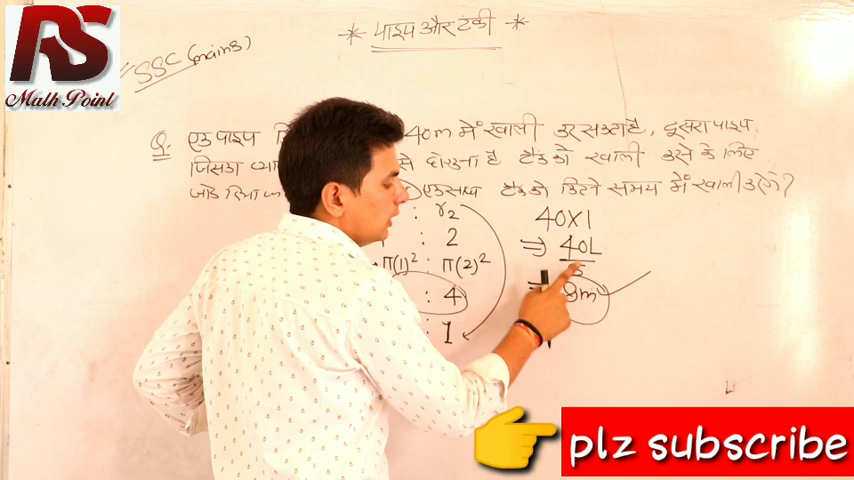 RS
Math Point
SSC (mains)
* पाइप और टंकी *
Q. एक पाइप 40m में खाली कर सकता है, दूसरा पाइप
जिसका से दोगुना है टैंक को खाली करने के लिए
एकसाथ टैंक को कितने समय में खाली करेंगे?
: r₂ 40×1
: 2 ⇒ 40L
π(1)² : π(2)² 5
: 4 ⇒ 8m
: 1
plz subscribe